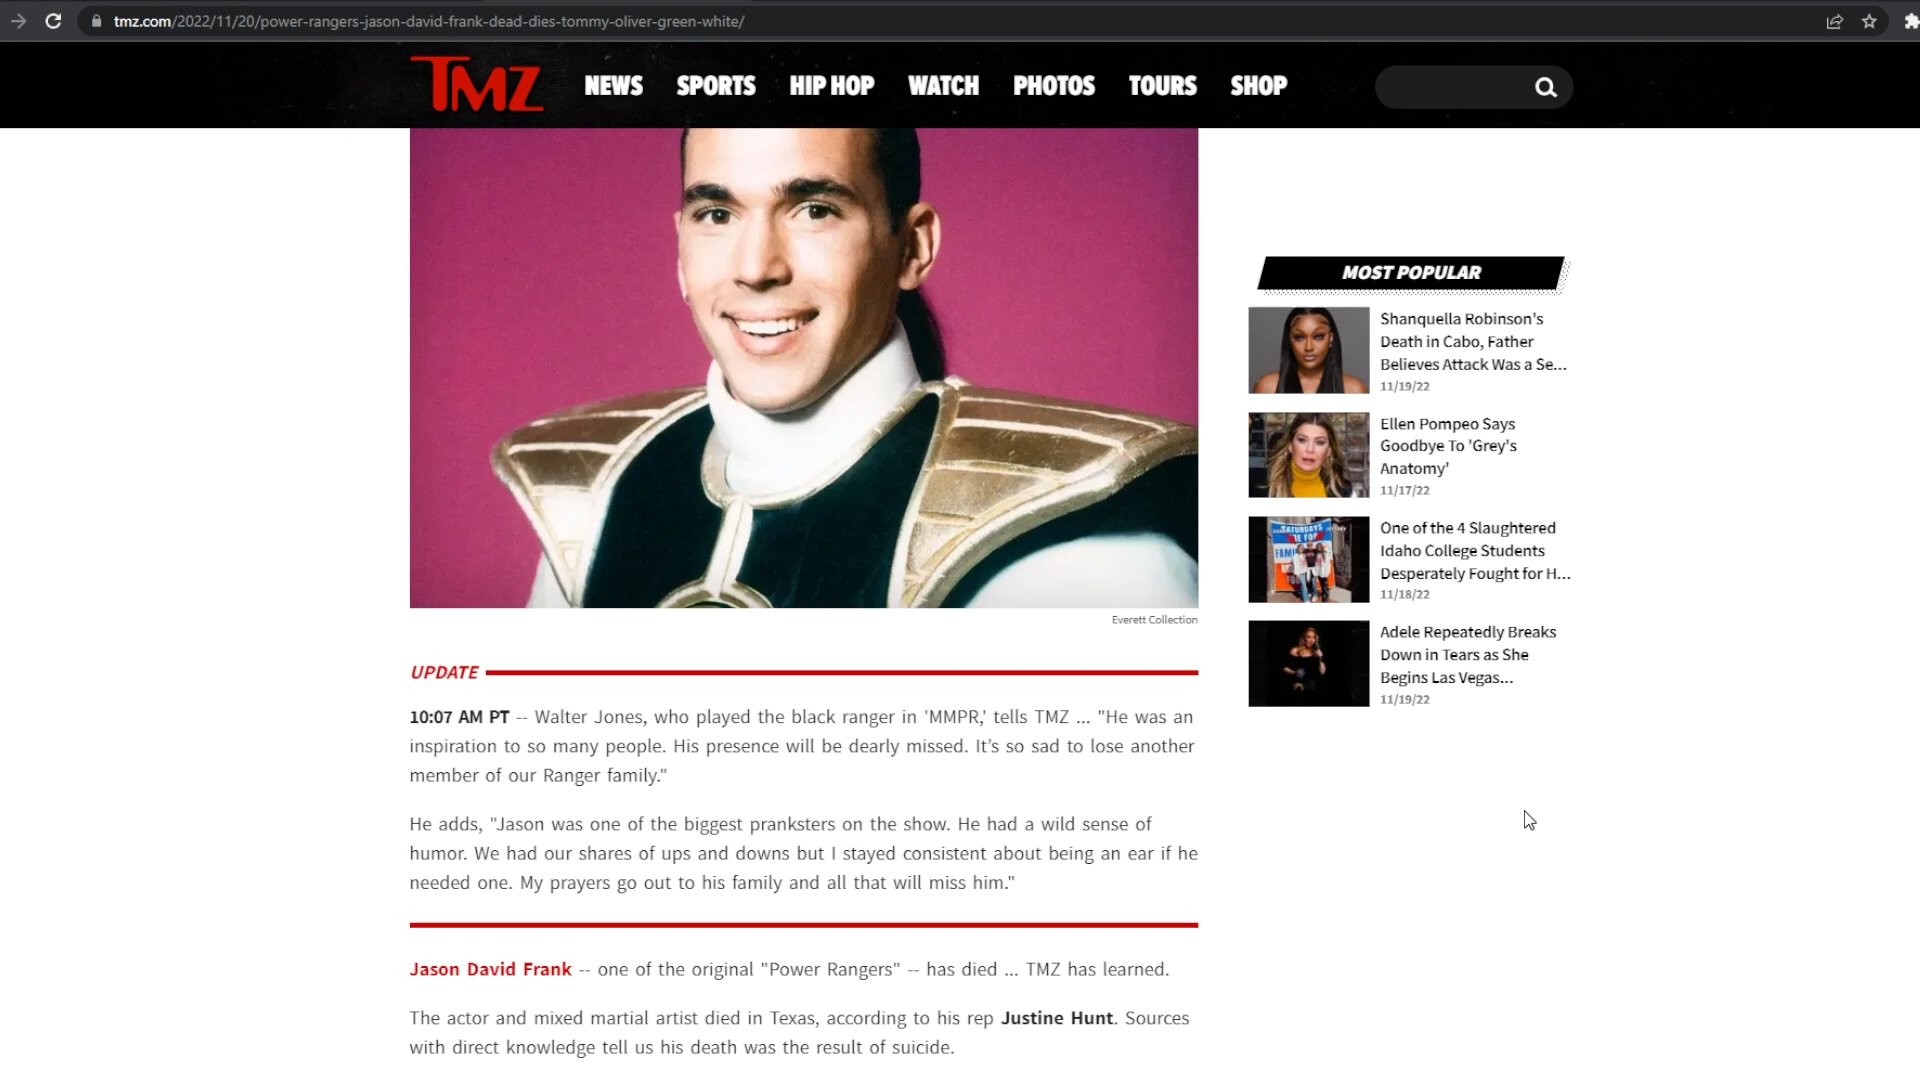 tmz.com/2022/11/20/power-rangers-jason-david-frank-dead-dies-tommy-oliver-green-white/
TMZ
NEWS SPORTS HIP HOP WATCH PHOTOS TOURS SHOP
Everett Collection
UPDATE
10:07 AM PT -- Walter Jones, who played the black ranger in 'MMPR,' tells TMZ ... "He was an
inspiration to so many people. His presence will be dearly missed. It’s so sad to lose another
member of our Ranger family."
He adds, "Jason was one of the biggest pranksters on the show. He had a wild sense of
humor. We had our shares of ups and downs but I stayed consistent about being an ear if he
needed one. My prayers go out to his family and all that will miss him."
Jason David Frank -- one of the original "Power Rangers" -- has died ... TMZ has learned.
The actor and mixed martial artist died in Texas, according to his rep Justine Hunt. Sources
with direct knowledge tell us his death was the result of suicide.
MOST POPULAR
Shanquella Robinson's
Death in Cabo, Father
Believes Attack Was a Se...
11/19/22
Ellen Pompeo Says
Goodbye To 'Grey's
Anatomy'
11/17/22
SATURDAYS
One of the 4 Slaughtered
Idaho College Students
Desperately Fought for H...
11/18/22
Adele Repeatedly Breaks
Down in Tears as She
Begins Las Vegas...
11/19/22